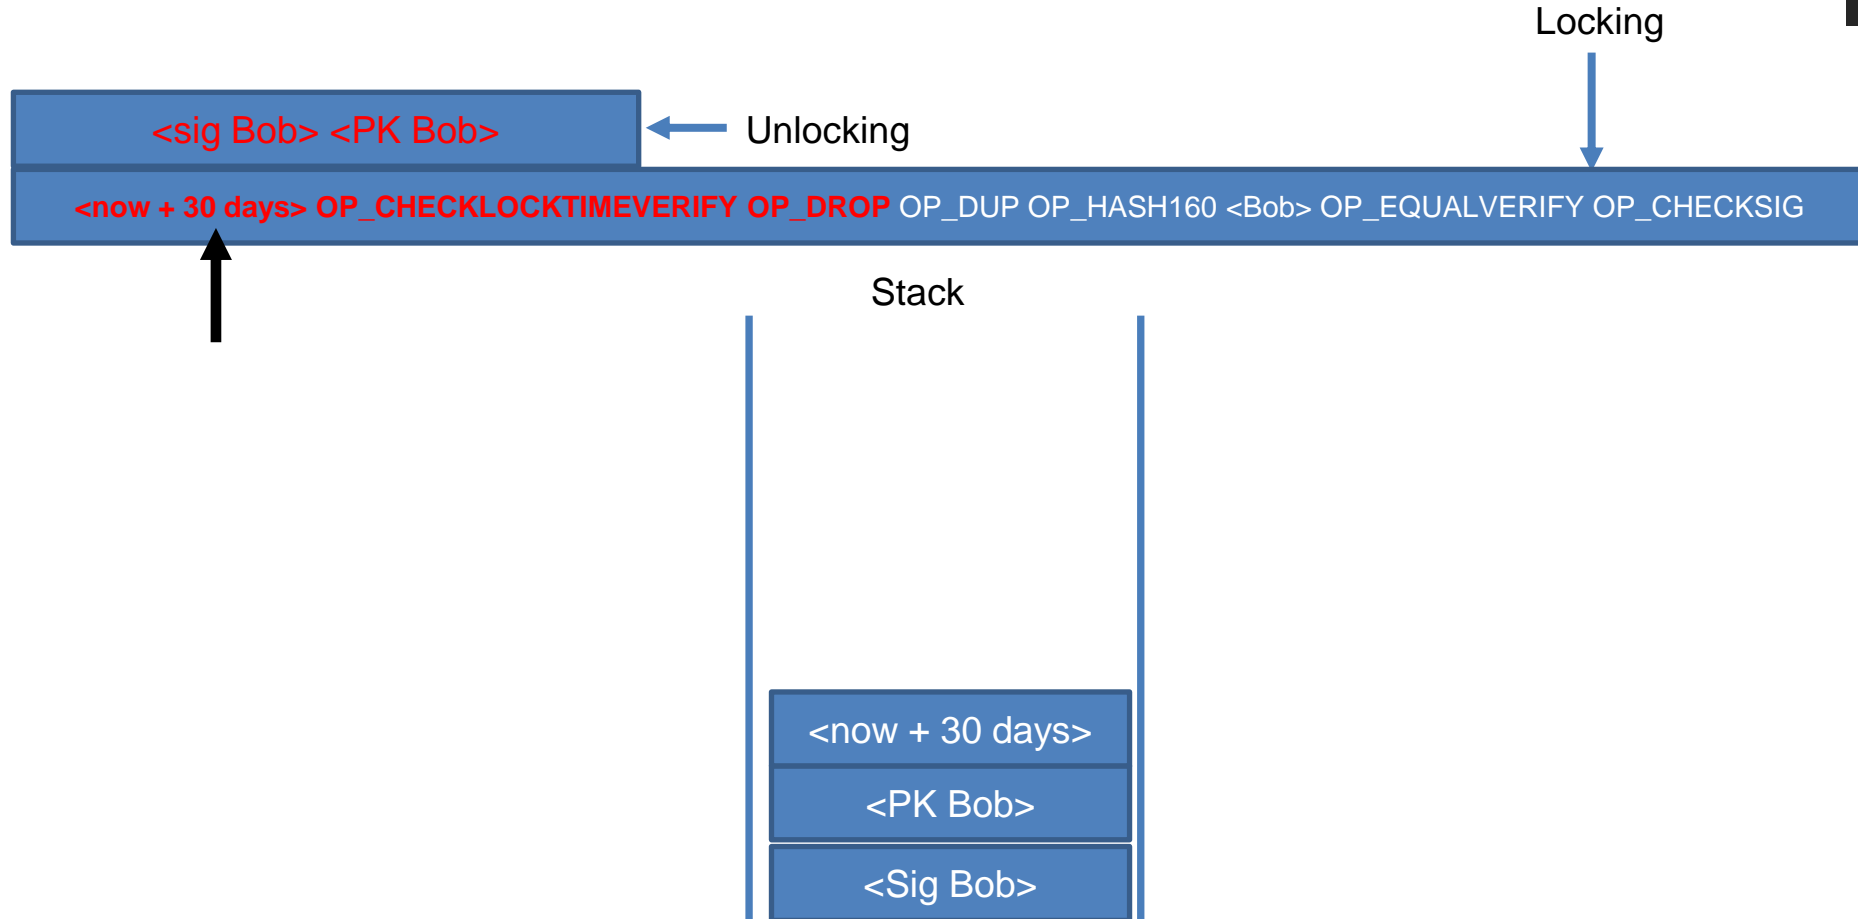 Locking
<sig Bob> <PK Bob>
Unlocking
<now + 30 days> OP_CHECKLOCKTIMEVERIFY OP_DROP OP_DUP OP_HASH160 <Bob> OP_EQUALVERIFY OP_CHECKSIG
Stack
<now + 30 days>
<PK Bob>
<Sig Bob>